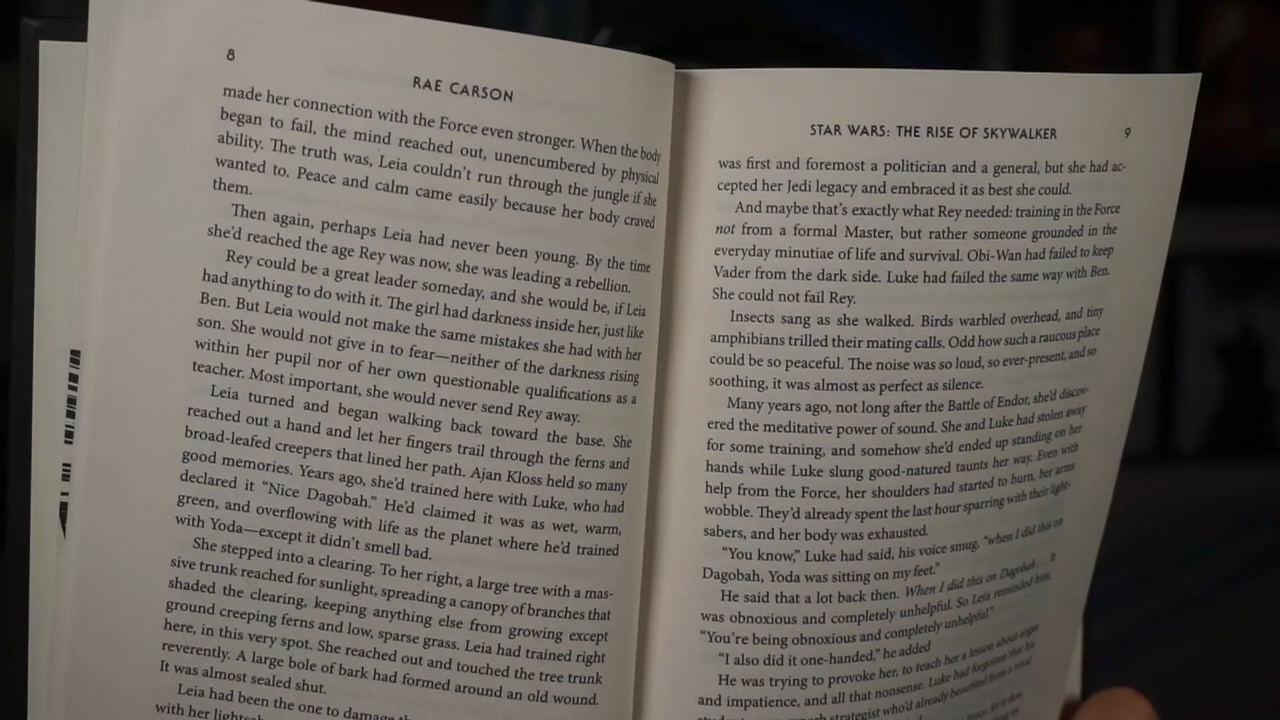 8
RAE CARSON
made her connection with the Force even stronger. When the body
began to fail, the mind reached out, unencumbered by physical
ability. The truth was, Leia couldn't run through the jungle if she
wanted to. Peace and calm came easily because her body craved
them.
Then again, perhaps Leia had never been young. By the time
she'd reached the age Rey was now, she was leading a rebellion.
Rey could be a great leader someday, and she would be, if Leia
had anything to do with it. The girl had darkness inside her, just like
Ben. But Leia would not make the same mistakes she had with her
son. She would not give in to fear—neither of the darkness rising
within her pupil nor of her own questionable qualifications as a
teacher. Most important, she would never send Rey away.
Leia turned and began walking back toward the base. She
reached out a hand and let her fingers trail through the ferns and
broad-leafed creepers that lined her path. Ajan Kloss held so many
good memories. Years ago, she'd trained here with Luke, who had
declared it "Nice Dagobah." He'd claimed it was as wet, warm,
green, and overflowing with life as the planet where he'd trained
with Yoda—except it didn't smell bad.
She stepped into a clearing. To her right, a large tree with a mas-
sive trunk reached for sunlight, spreading a canopy of branches that
shaded the clearing, keeping anything else from growing except
ground creeping ferns and low, sparse grass. Leia had trained right
here, in this very spot. She reached out and touched the tree trunk
reverently. A large bole of bark had formed around an old wound.
It was almost sealed shut.
Leia had been the one to damage
with her
STAR WARS: THE RISE OF SKYWALKER
9
was first and foremost a politician and a general, but she had ac-
cepted her Jedi legacy and embraced it as best she could.
And maybe that's exactly what Rey needed: training in the Force
not from a formal Master, but rather someone grounded in the
everyday minutiae of life and survival. Obi-Wan had failed to keep
Vader from the dark side. Luke had failed the same way with Ben.
She could not fail Rey.
Insects sang as she walked. Birds warbled overhead, and tiny
amphibians trilled their mating calls. Odd how such a raucous place
could be so peaceful. The noise was so loud, so ever-present, and so
soothing, it was almost as perfect as silence.
Many years ago, not long after the Battle of Endor, she'd discov-
ered the meditative power of sound. She and Luke had stolen away
for some training, and somehow she'd ended up standing on her
hands while Luke slung good-natured taunts her way. Even with
help from the Force, her shoulders had started to burn, her arms
wobble. They'd already spent the last hour sparring with their light-
sabers, and her body was exhausted.
"You know," Luke had said, his voice smug, "when I did this on
Dagobah, Yoda was sitting on my feet."
He said that a lot back then. When I did this on Dagobah . . . It
was obnoxious and completely unhelpful. So Leia reminded him,
"You're being obnoxious and completely unhelpful."
"I also did it one-handed," he added
He was trying to provoke her, to teach her a lesson about anger
and impatience, and all that nonsense. Luke had forgotten that his
strategist who'd already benefited from a royal